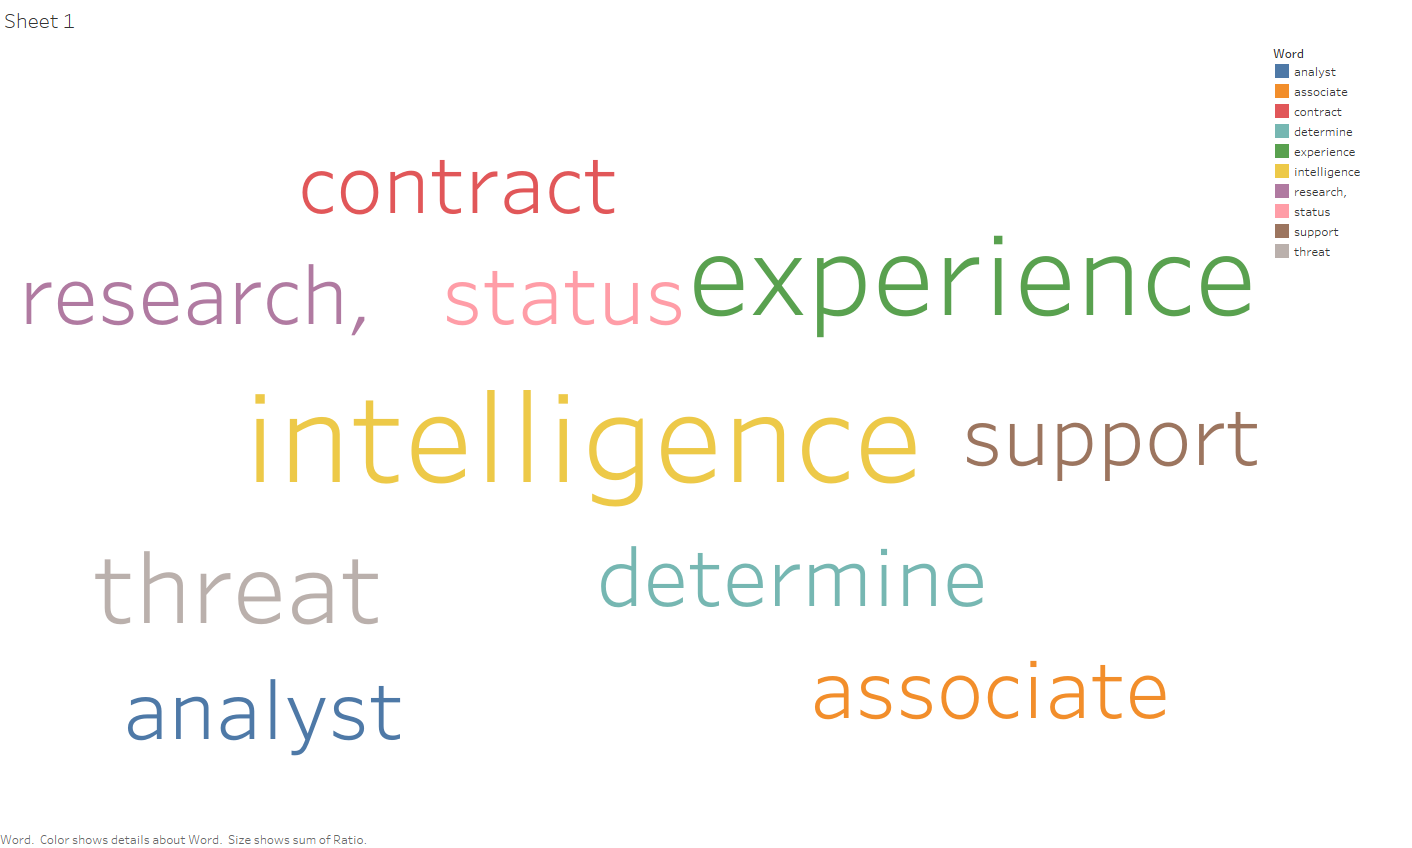 Sheet 1
Word
analyst
associate
contract
determine
experience
intelligence
research,
status
support
threat
contract
research, status experience
intelligence support
threat determine
analyst associate
Word. Color shows details about Word. Size shows sum of Ratio.